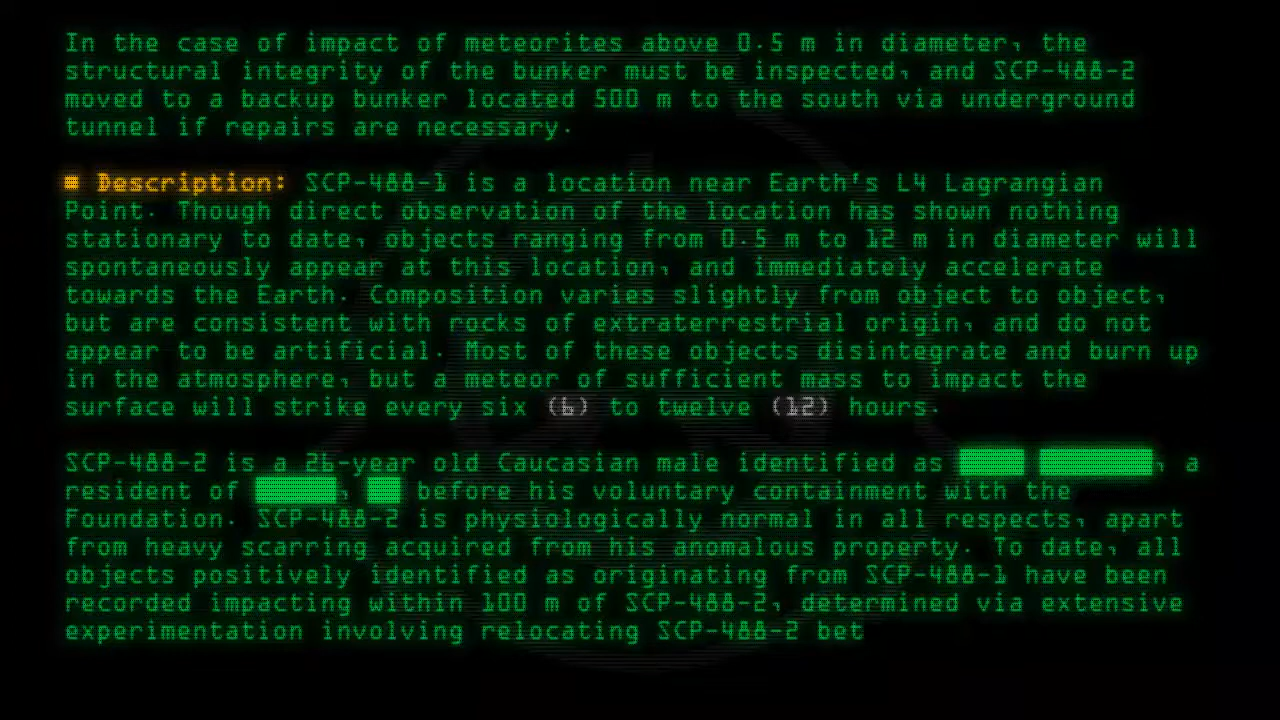 In the case of impact of meteorites above 0.5 m in diameter, the
structural integrity of the bunker must be inspected, and SCP-488-2
moved to a backup bunker located 500 m to the south via underground
tunnel if repairs are necessary.
■ Description: SCP-488-1 is a location near Earth's L4 Lagrangian
Point. Though direct observation of the location has shown nothing
stationery to date, objects ranging from 0.5 m to 12 m in diameter will
spontaneously appear at this location, and immediately accelerate
towards the Earth. Composition varies slightly from object to object,
but are consistent with rocks of extraterrestrial origin, and do not
appear to be artificial. Most of these objects disintegrate and burn up
in the atmosphere, but a meteor of sufficient mass to impact the
surface will strike every six (6) to twelve (12) hours.
SCP-488-2 is a 26-year old Caucasian male identified as ████ ███████, a
resident of █████, ██ before his voluntary containment with the
Foundation. SCP-488-2 is physiologically normal in all respects, apart
from heavy scarring acquired from his anomalous property. To date, all
objects positively identified as originating from SCP-488-1 have been
recorded impacting within 100 m of SCP-488-2, determined via extensive
experimentation involving relocating SCP-488-2 bet